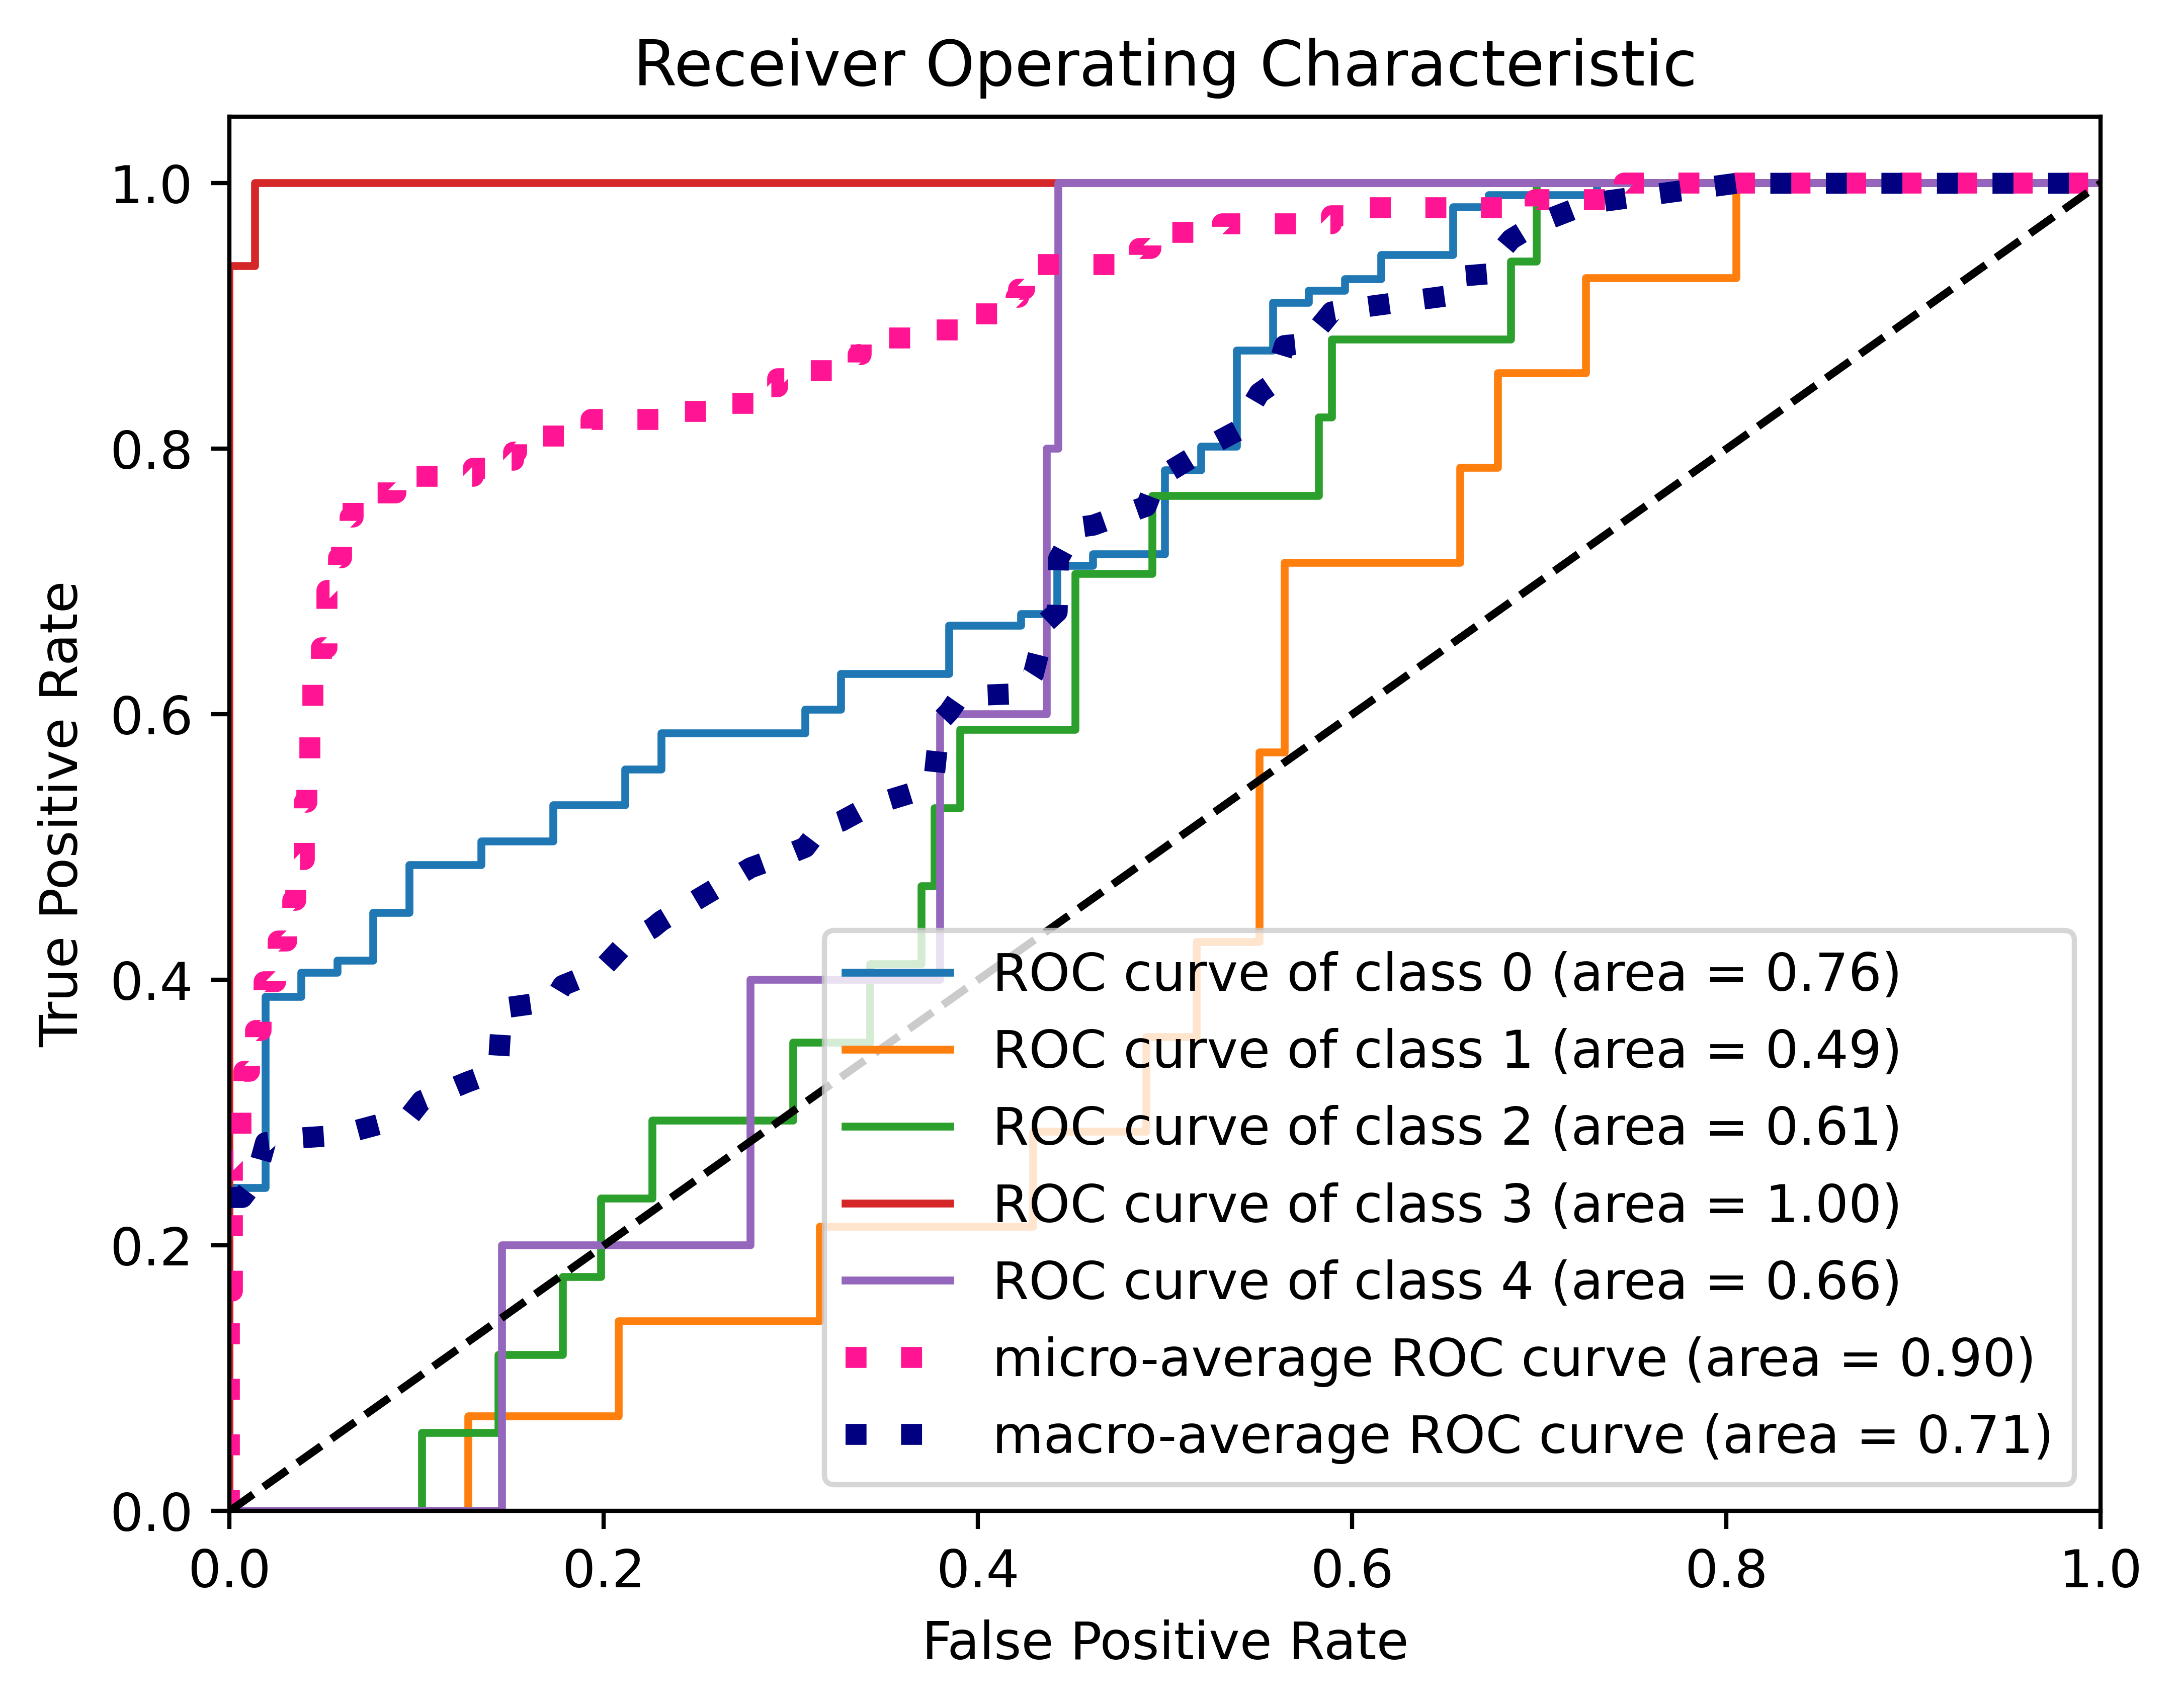 Receiver Operating Characteristic
1.0
0.8
0.6
0.4
0.2
0.0
True Positive Rate
ROC curve of class 0 (area = 0.76)
ROC curve of class 1 (area = 0.49)
ROC curve of class 2 (area = 0.61)
ROC curve of class 3 (area = 1.00)
ROC curve of class 4 (area = 0.66)
micro-average ROC curve (area = 0.90)
macro-average ROC curve (area = 0.71)
0.0 0.2 0.4 0.6 0.8 1.0
False Positive Rate